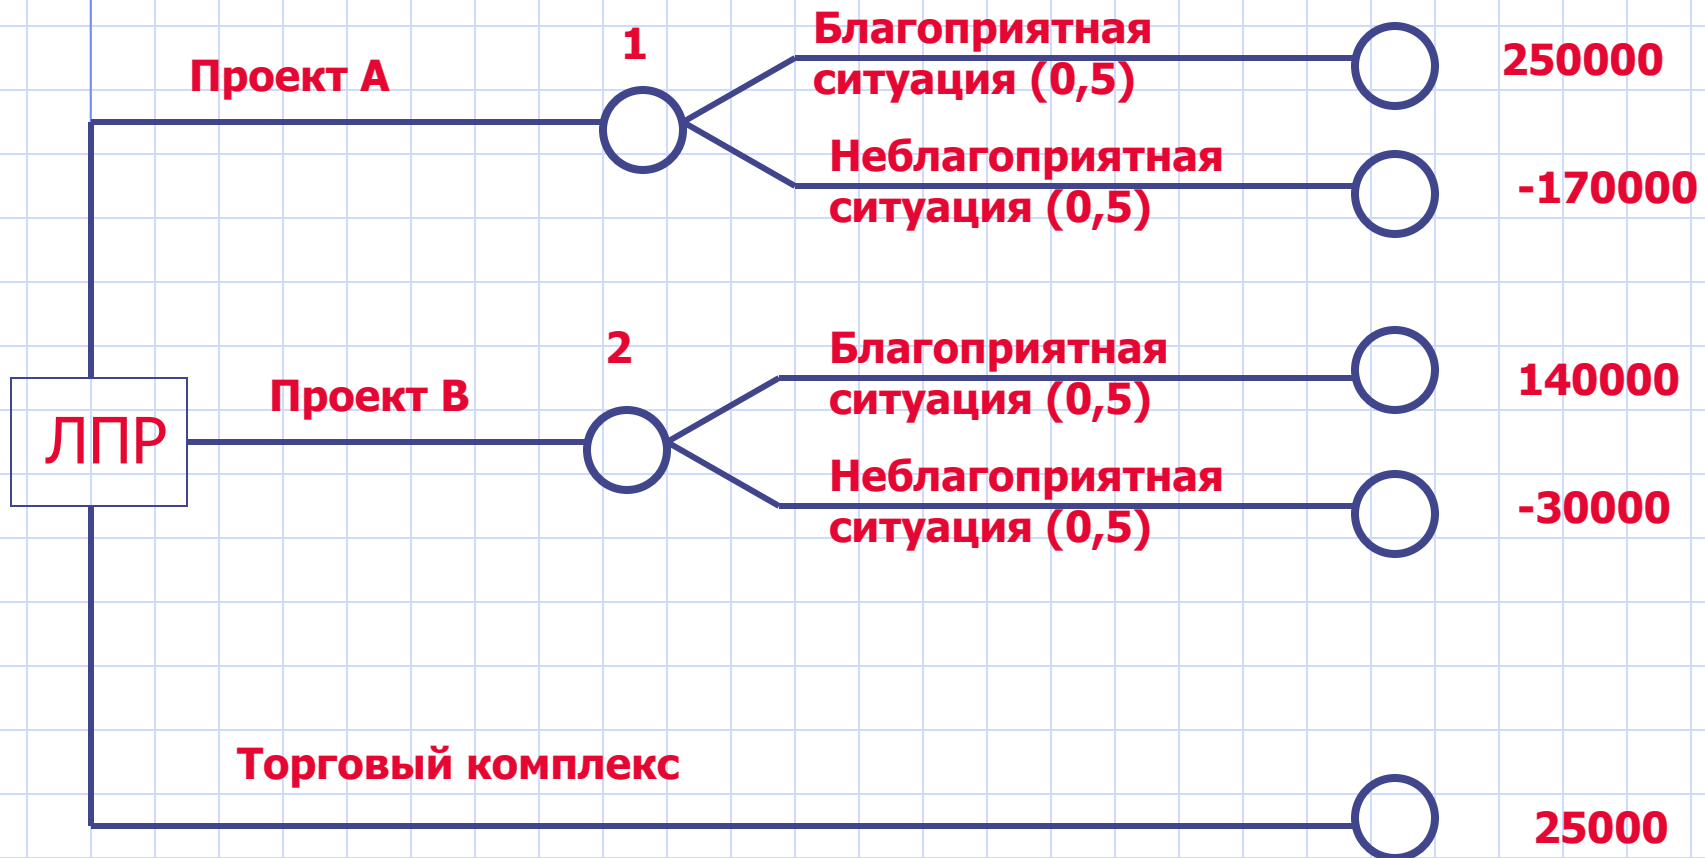 1
Благоприятная
ситуация (0,5)
250000
Проект А
Неблагоприятная
ситуация (0,5)
-170000
2
Благоприятная
ситуация (0,5)
140000
Проект В
ЛПР
Неблагоприятная
ситуация (0,5)
-30000
Торговый комплекс
25000